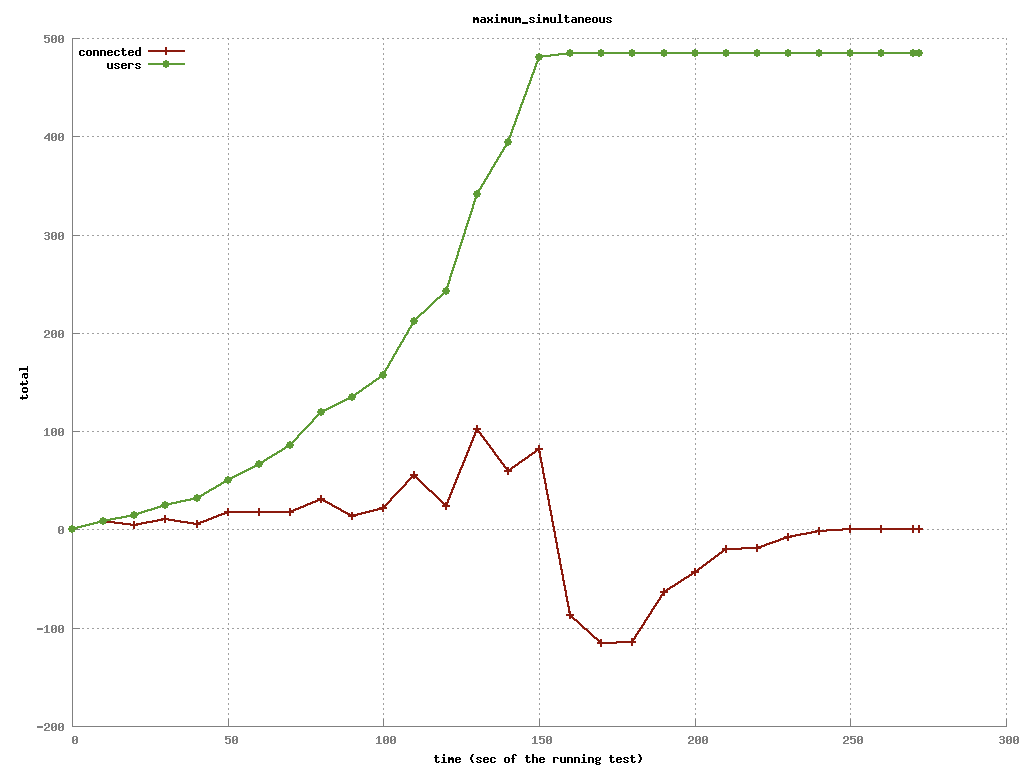 maximum_simultaneous
connected
users
500
400
300
200
100
0
-100
-200
total
0 50 100 150 200 250 300
time (sec of the running test)